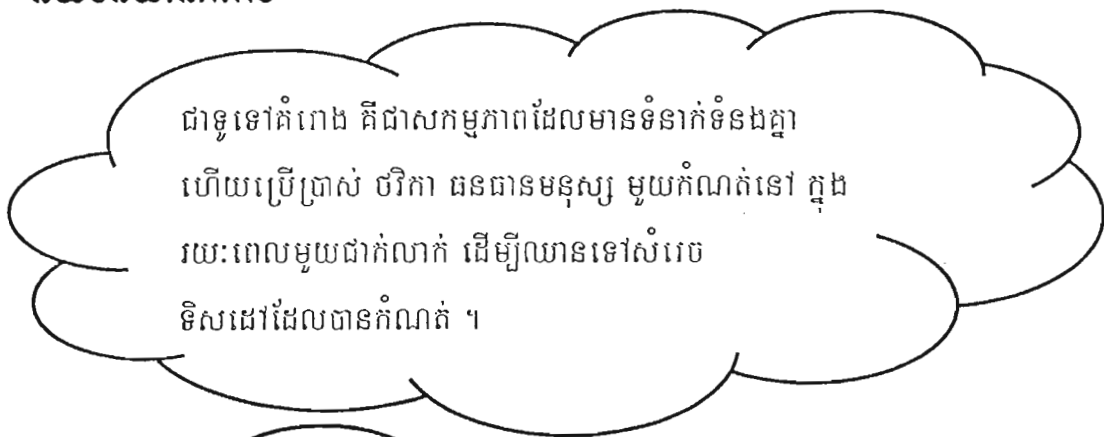 ជាទូទៅគំរោង គឺជាសកម្មភាពដែលមានទំនាក់ទំនងគ្នា
ហើយប្រើប្រាស់ ថវិកា ធនធានមនុស្ស មួយកំណត់នៅ ក្នុង
រយៈពេលមួយជាក់លាក់ ដើម្បីឈានទៅសំរេច
ទិសដៅដែលបានកំណត់ ។